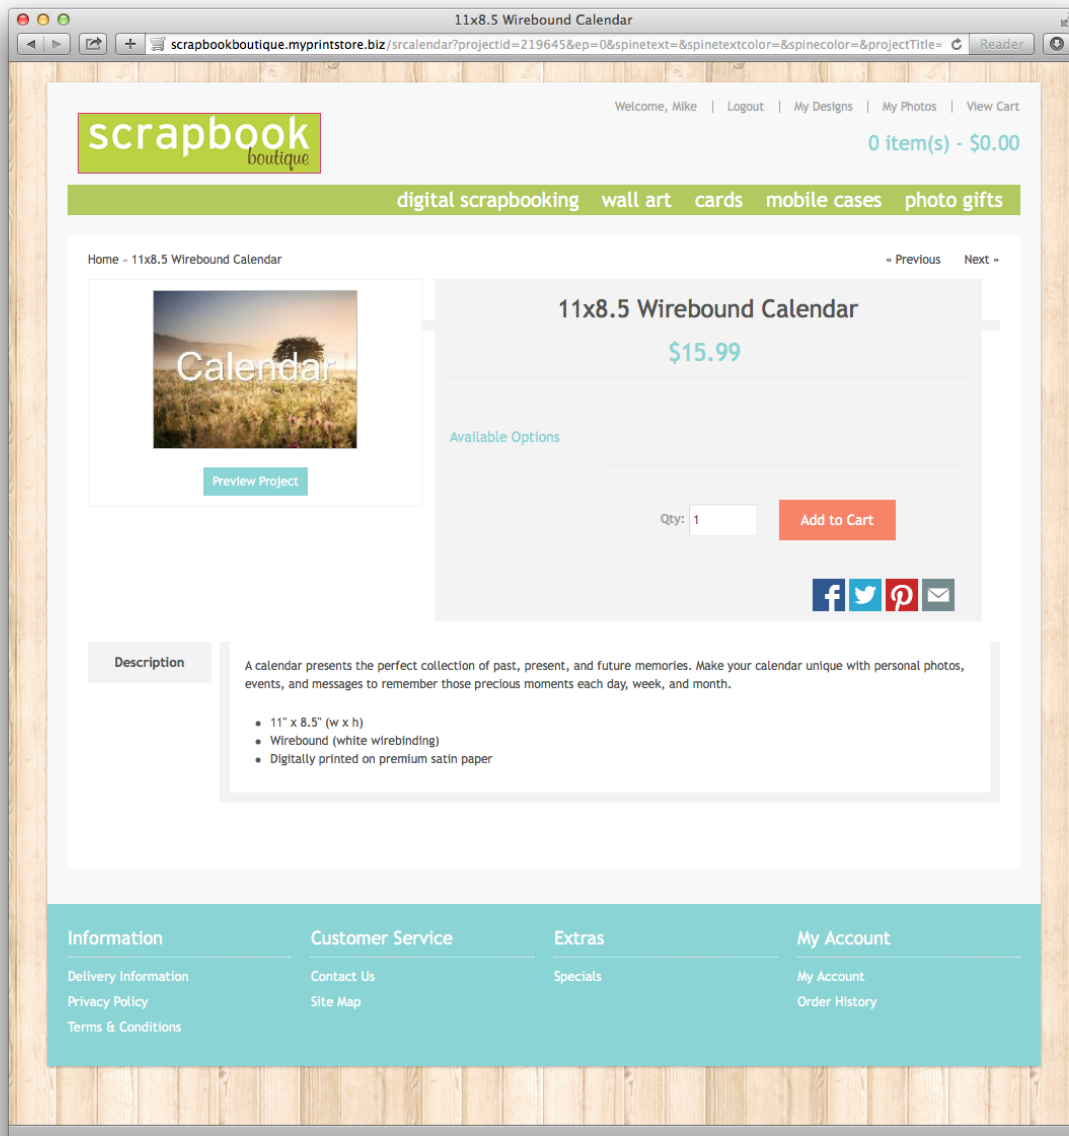 11x8.5 Wirebound Calendar
scrapbookboutique.myprintstore.biz/srcalendar?projectid=219645&ep=0&spinetext=&spinetextcolor=&spinecolor=&projectTitle= Reader
Welcome, Mike | Logout | My Designs | My Photos | View Cart
scrapbook
boutique
0 item(s) - $0.00
digital scrapbooking wall art cards mobile cases photo gifts
Home » 11x8.5 Wirebound Calendar
« Previous Next »
Calendar
Preview Project
11x8.5 Wirebound Calendar
$15.99
Available Options
Qty: 1 Add to Cart
Description
A calendar presents the perfect collection of past, present, and future memories. Make your calendar unique with personal photos,
events, and messages to remember those precious moments each day, week, and month.
• 11" x 8.5" (w x h)
• Wirebound (white wirebinding)
• Digitally printed on premium satin paper
Information
Delivery Information
Privacy Policy
Terms & Conditions
Customer Service
Contact Us
Site Map
Extras
Specials
My Account
My Account
Order History